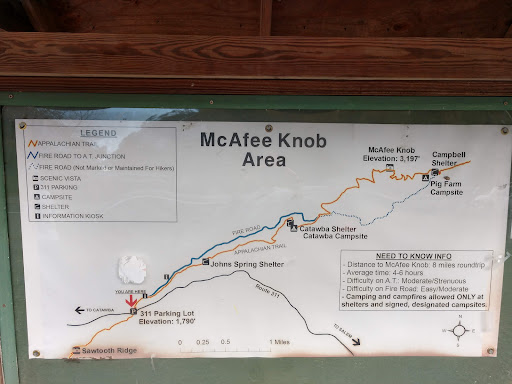 McAfee Knob
Area
LEGEND
APPALACHIAN TRAIL
FIRE ROAD TO A.T. JUNCTION
FIRE ROAD (Not Marked or Maintained For Hikers)
SCENIC VISTA
P 311 PARKING
CAMPSITE
SHELTER
i INFORMATION KIOSK
McAfee Knob
Elevation: 3,197'
Campbell
Shelter
Pig Farm
Campsite
FIRE ROAD
APPALACHIAN TRAIL
Catawba Shelter
Catawba Campsite
Johns Spring Shelter
YOU ARE HERE
P
311 Parking Lot
Elevation: 1,790'
TO CATAWBA
Route 311
TO SALEM
Sawtooth Ridge
0 0.25 0.5 1 Miles
NEED TO KNOW INFO
- Distance to McAfee Knob: 8 miles roundtrip
- Average time: 4-6 hours
- Difficulty on A.T.: Moderate/Strenuous
- Difficulty on Fire Road: Easy/Moderate
- Camping and campfires allowed ONLY at
shelters and signed, designated campsites.
N
W E
S